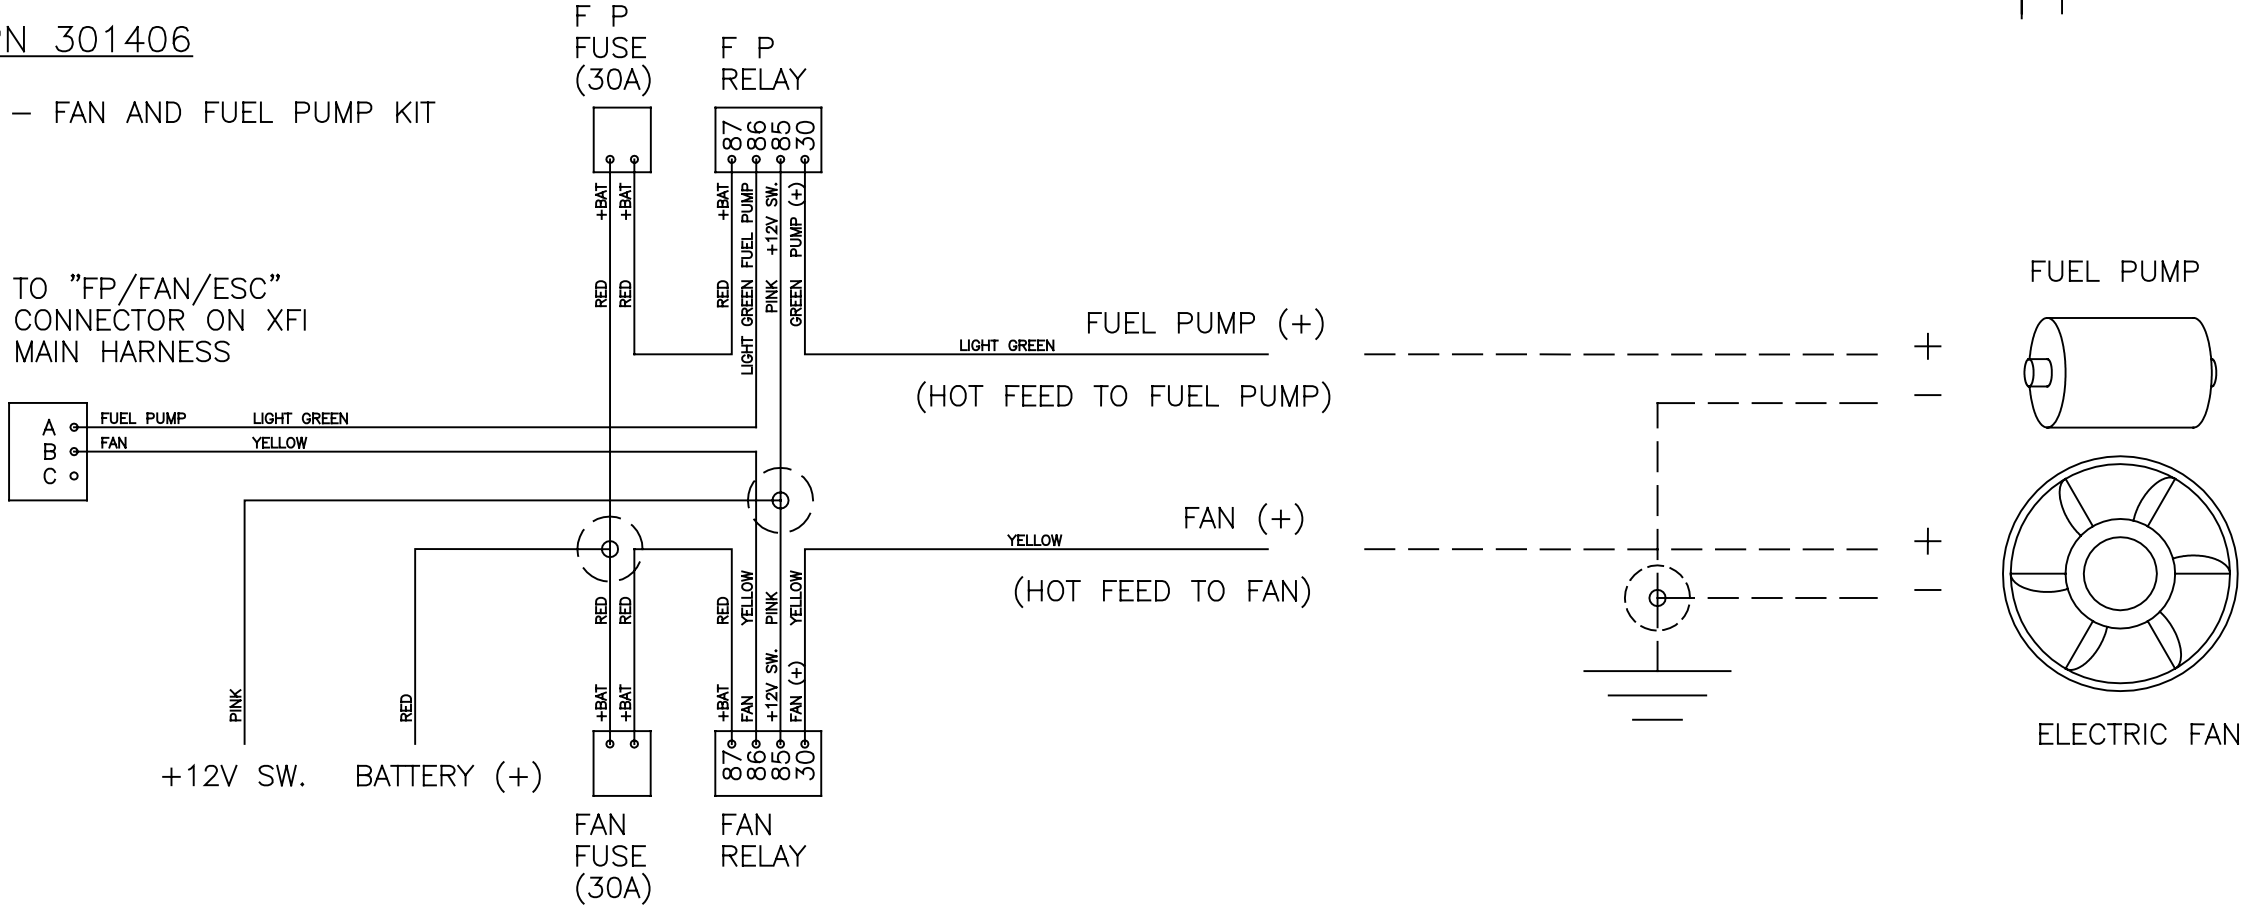 PN 301406
– FAN AND FUEL PUMP KIT
F P
FUSE
(30A)
F P
RELAY
87
86
85
30
+BAT
+BAT
+BAT
LIGHT GREEN FUEL PUMP
PINK +12V SW.
GREEN PUMP (+)
RED
RED
RED
TO "FP/FAN/ESC"
CONNECTOR ON XFI
MAIN HARNESS
A FUEL PUMP LIGHT GREEN
B FAN YELLOW
C
LIGHT GREEN
FUEL PUMP (+)
(HOT FEED TO FUEL PUMP)
FUEL PUMP
+
–
YELLOW
FAN (+)
(HOT FEED TO FAN)
+
–
ELECTRIC FAN
PINK
+12V SW.
RED
BATTERY (+)
RED
RED
RED
YELLOW
PINK
YELLOW
+BAT
+BAT
+BAT
FAN
+12V SW.
FAN (+)
87
86
85
30
FAN
FUSE
(30A)
FAN
RELAY